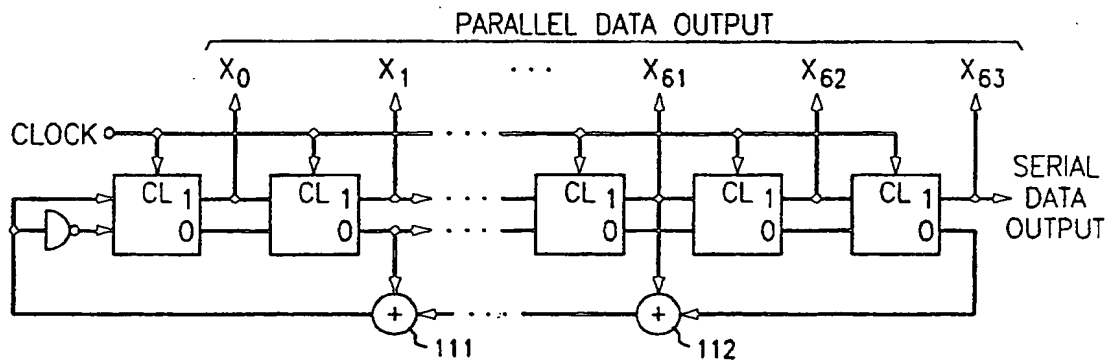 PARALLEL DATA OUTPUT
X0 X1 ... X61 X62 X63
CLOCK
CL 1 CL 1 CL 1 CL 1 CL 1
0 0 0 0 0
SERIAL
DATA
OUTPUT
+ +
111 112